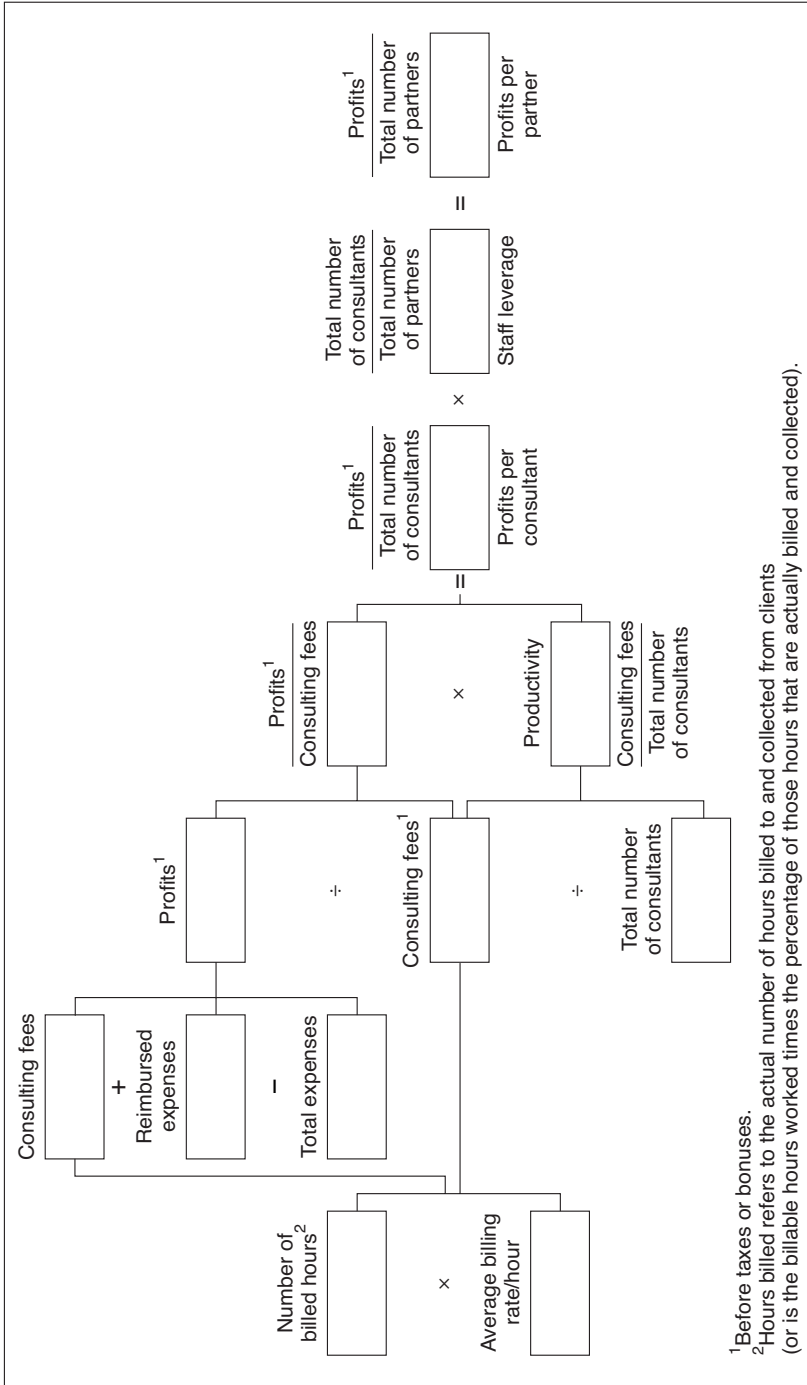 Number of
billed hours2
×
Average billing
rate/hour
Consulting fees
+
Reimbursed
expenses
−
Total expenses
Profits1
÷
Consulting fees1
÷
Total number
of consultants
Profits1
Consulting fees
×
Productivity
Consulting fees
Total number
of consultants
=
Profits1
Total number
of consultants
Profits per
consultant
×
Total number
of consultants
Total number
of partners
Staff leverage
=
Profits1
Total number
of partners
Profits per
partner
1Before taxes or bonuses.
2Hours billed refers to the actual number of hours billed to and collected from clients
(or is the billable hours worked times the percentage of those hours that are actually billed and collected).